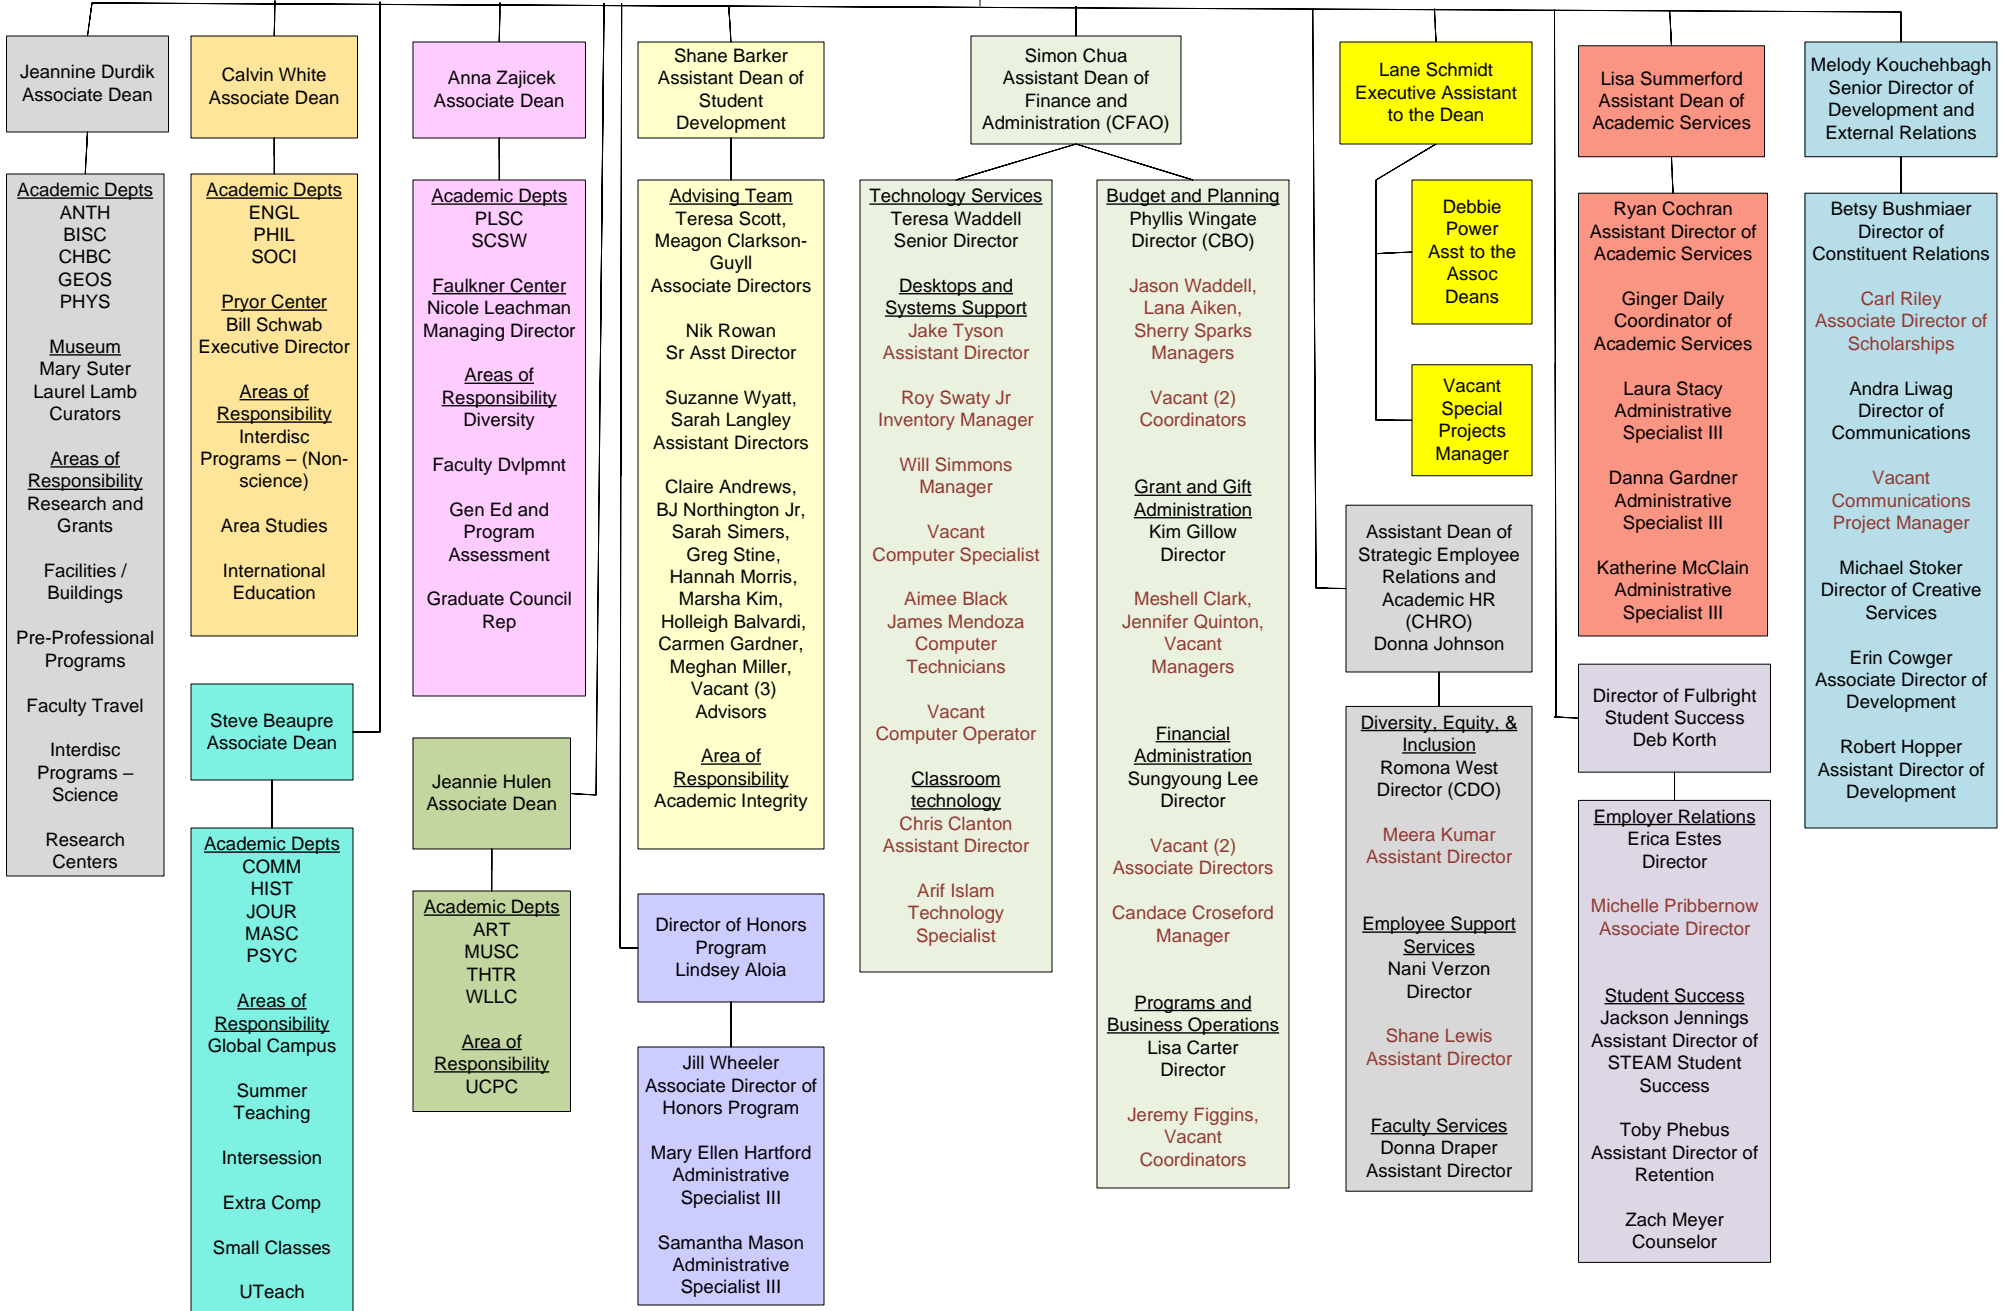 Jeannine Durdik
Associate Dean
Academic Depts
ANTH
BISC
CHBC
GEOS
PHYS
Museum
Mary Suter
Laurel Lamb
Curators
Areas of
Responsibility
Research and
Grants
Facilities /
Buildings
Pre-Professional
Programs
Faculty Travel
Interdisc
Programs –
Science
Research
Centers
Calvin White
Associate Dean
Academic Depts
ENGL
PHIL
SOCI
Pryor Center
Bill Schwab
Executive Director
Areas of
Responsibility
Interdisc
Programs – (Non-
science)
Area Studies
International
Education
Steve Beaupre
Associate Dean
Academic Depts
COMM
HIST
JOUR
MASC
PSYC
Areas of
Responsibility
Global Campus
Summer
Teaching
Intersession
Extra Comp
Small Classes
UTeach
Anna Zajicek
Associate Dean
Academic Depts
PLSC
SCSW
Faulkner Center
Nicole Leachman
Managing Director
Areas of
Responsibility
Diversity
Faculty Dvlpmnt
Gen Ed and
Program
Assessment
Graduate Council
Rep
Jeannie Hulen
Associate Dean
Academic Depts
ART
MUSC
THTR
WLLC
Area of
Responsibility
UCPC
Shane Barker
Assistant Dean of
Student
Development
Advising Team
Teresa Scott,
Meagon Clarkson-
Guyll
Associate Directors
Nik Rowan
Sr Asst Director
Suzanne Wyatt,
Sarah Langley
Assistant Directors
Claire Andrews,
BJ Northington Jr,
Sarah Simers,
Greg Stine,
Hannah Morris,
Marsha Kim,
Holleigh Balvardi,
Carmen Gardner,
Meghan Miller,
Vacant (3)
Advisors
Area of
Responsibility
Academic Integrity
Director of Honors
Program
Lindsey Aloia
Jill Wheeler
Associate Director of
Honors Program
Mary Ellen Hartford
Administrative
Specialist III
Samantha Mason
Administrative
Specialist III
Simon Chua
Assistant Dean of
Finance and
Administration (CFAO)
Technology Services
Teresa Waddell
Senior Director
Desktops and
Systems Support
Jake Tyson
Assistant Director
Roy Swaty Jr
Inventory Manager
Will Simmons
Manager
Vacant
Computer Specialist
Aimee Black
James Mendoza
Computer
Technicians
Vacant
Computer Operator
Classroom
technology
Chris Clanton
Assistant Director
Arif Islam
Technology
Specialist
Budget and Planning
Phyllis Wingate
Director (CBO)
Jason Waddell,
Lana Aiken,
Sherry Sparks
Managers
Vacant (2)
Coordinators
Grant and Gift
Administration
Kim Gillow
Director
Meshell Clark,
Jennifer Quinton,
Vacant
Managers
Financial
Administration
Sungyoung Lee
Director
Vacant (2)
Associate Directors
Candace Croseford
Manager
Programs and
Business Operations
Lisa Carter
Director
Jeremy Figgins,
Vacant
Coordinators
Lane Schmidt
Executive Assistant
to the Dean
Debbie
Power
Asst to the
Assoc
Deans
Vacant
Special
Projects
Manager
Assistant Dean of
Strategic Employee
Relations and
Academic HR
(CHRO)
Donna Johnson
Diversity, Equity, &
Inclusion
Romona West
Director (CDO)
Meera Kumar
Assistant Director
Employee Support
Services
Nani Verzon
Director
Shane Lewis
Assistant Director
Faculty Services
Donna Draper
Assistant Director
Lisa Summerford
Assistant Dean of
Academic Services
Ryan Cochran
Assistant Director of
Academic Services
Ginger Daily
Coordinator of
Academic Services
Laura Stacy
Administrative
Specialist III
Danna Gardner
Administrative
Specialist III
Katherine McClain
Administrative
Specialist III
Director of Fulbright
Student Success
Deb Korth
Employer Relations
Erica Estes
Director
Michelle Pribbernow
Associate Director
Student Success
Jackson Jennings
Assistant Director of
STEAM Student
Success
Toby Phebus
Assistant Director of
Retention
Zach Meyer
Counselor
Melody Kouchehbagh
Senior Director of
Development and
External Relations
Betsy Bushmiaer
Director of
Constituent Relations
Carl Riley
Associate Director of
Scholarships
Andra Liwag
Director of
Communications
Vacant
Communications
Project Manager
Michael Stoker
Director of Creative
Services
Erin Cowger
Associate Director of
Development
Robert Hopper
Assistant Director of
Development